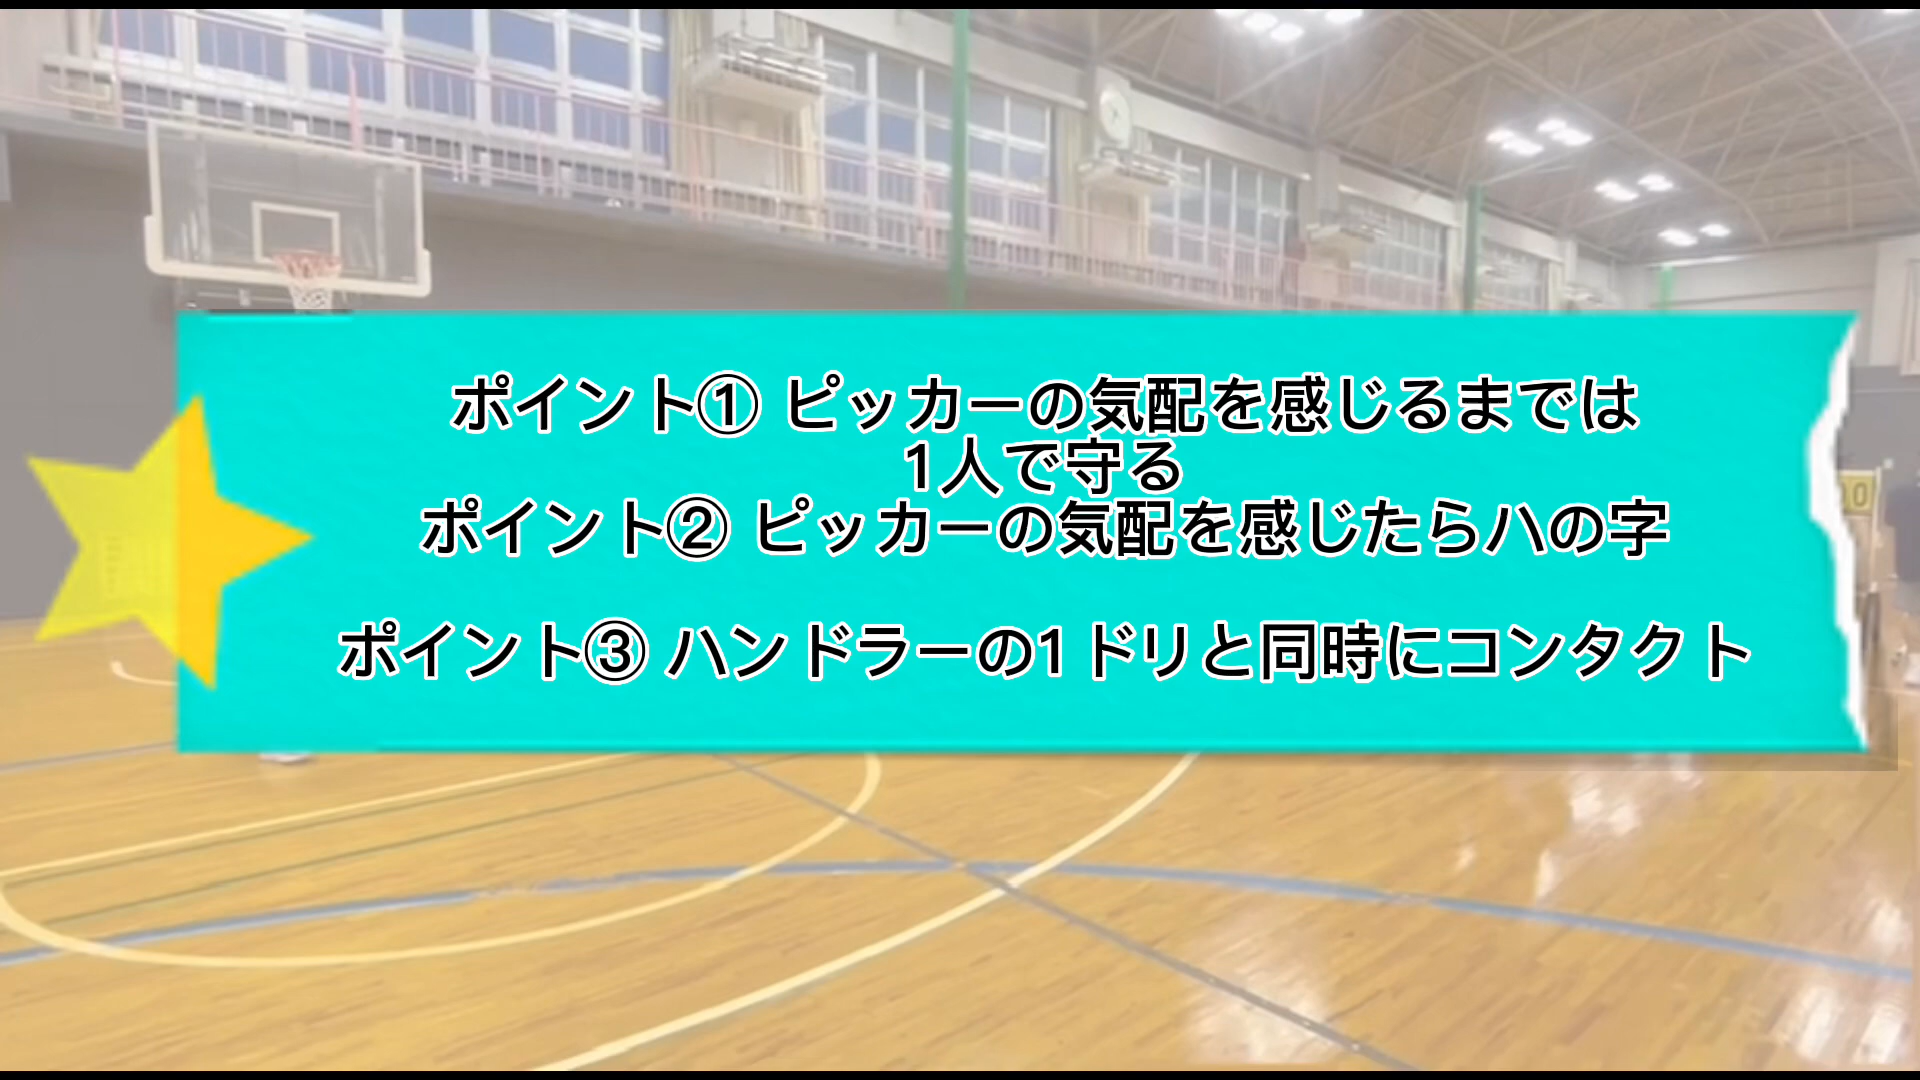 ポイント① ピッカーの気配を感じるまでは
1人で守る
ポイント② ピッカーの気配を感じたらハの字
ポイント③ ハンドラーの1ドリと同時にコンタクト